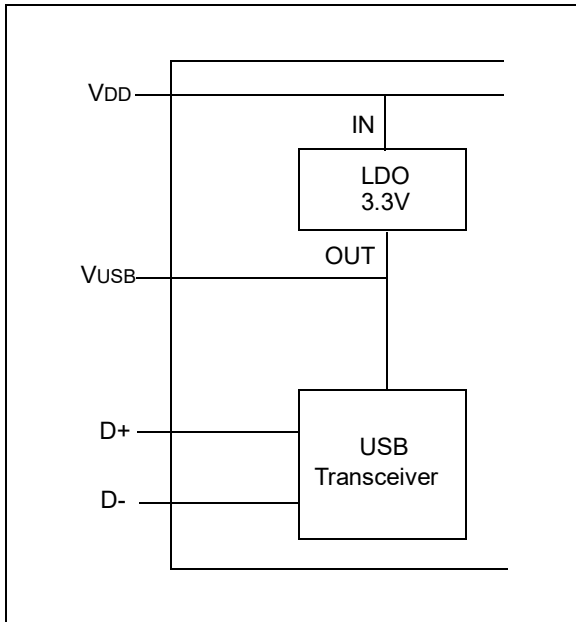 VDD
IN
LDO
3.3V
OUT
VUSB
D+
USB
Transceiver
D-